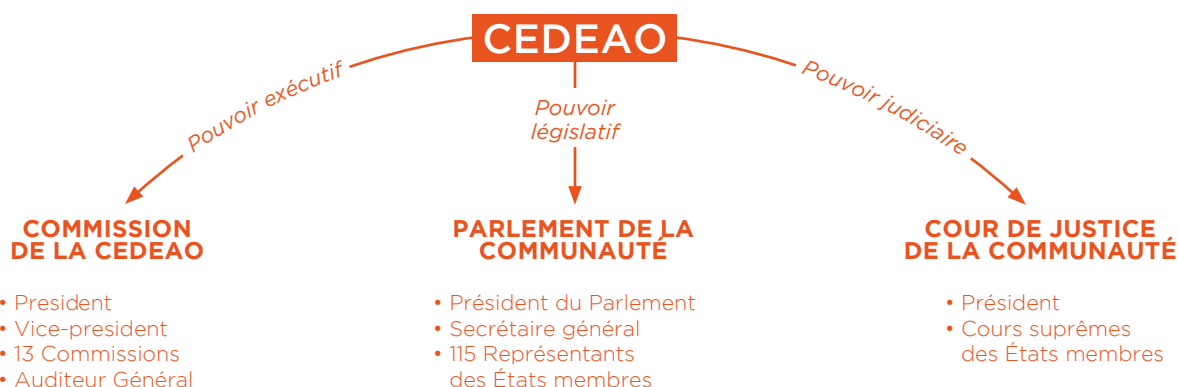 CEDEAO
Pouvoir exécutif
Pouvoir
législatif
Pouvoir judiciaire
COMMISSION
DE LA CEDEAO
• President
• Vice-president
• 13 Commissions
• Auditeur Général
PARLEMENT DE LA
COMMUNAUTÉ
• Président du Parlement
• Secrétaire général
• 115 Représentants
des États membres
COUR DE JUSTICE
DE LA COMMUNAUTÉ
• Président
• Cours suprêmes
des États membres